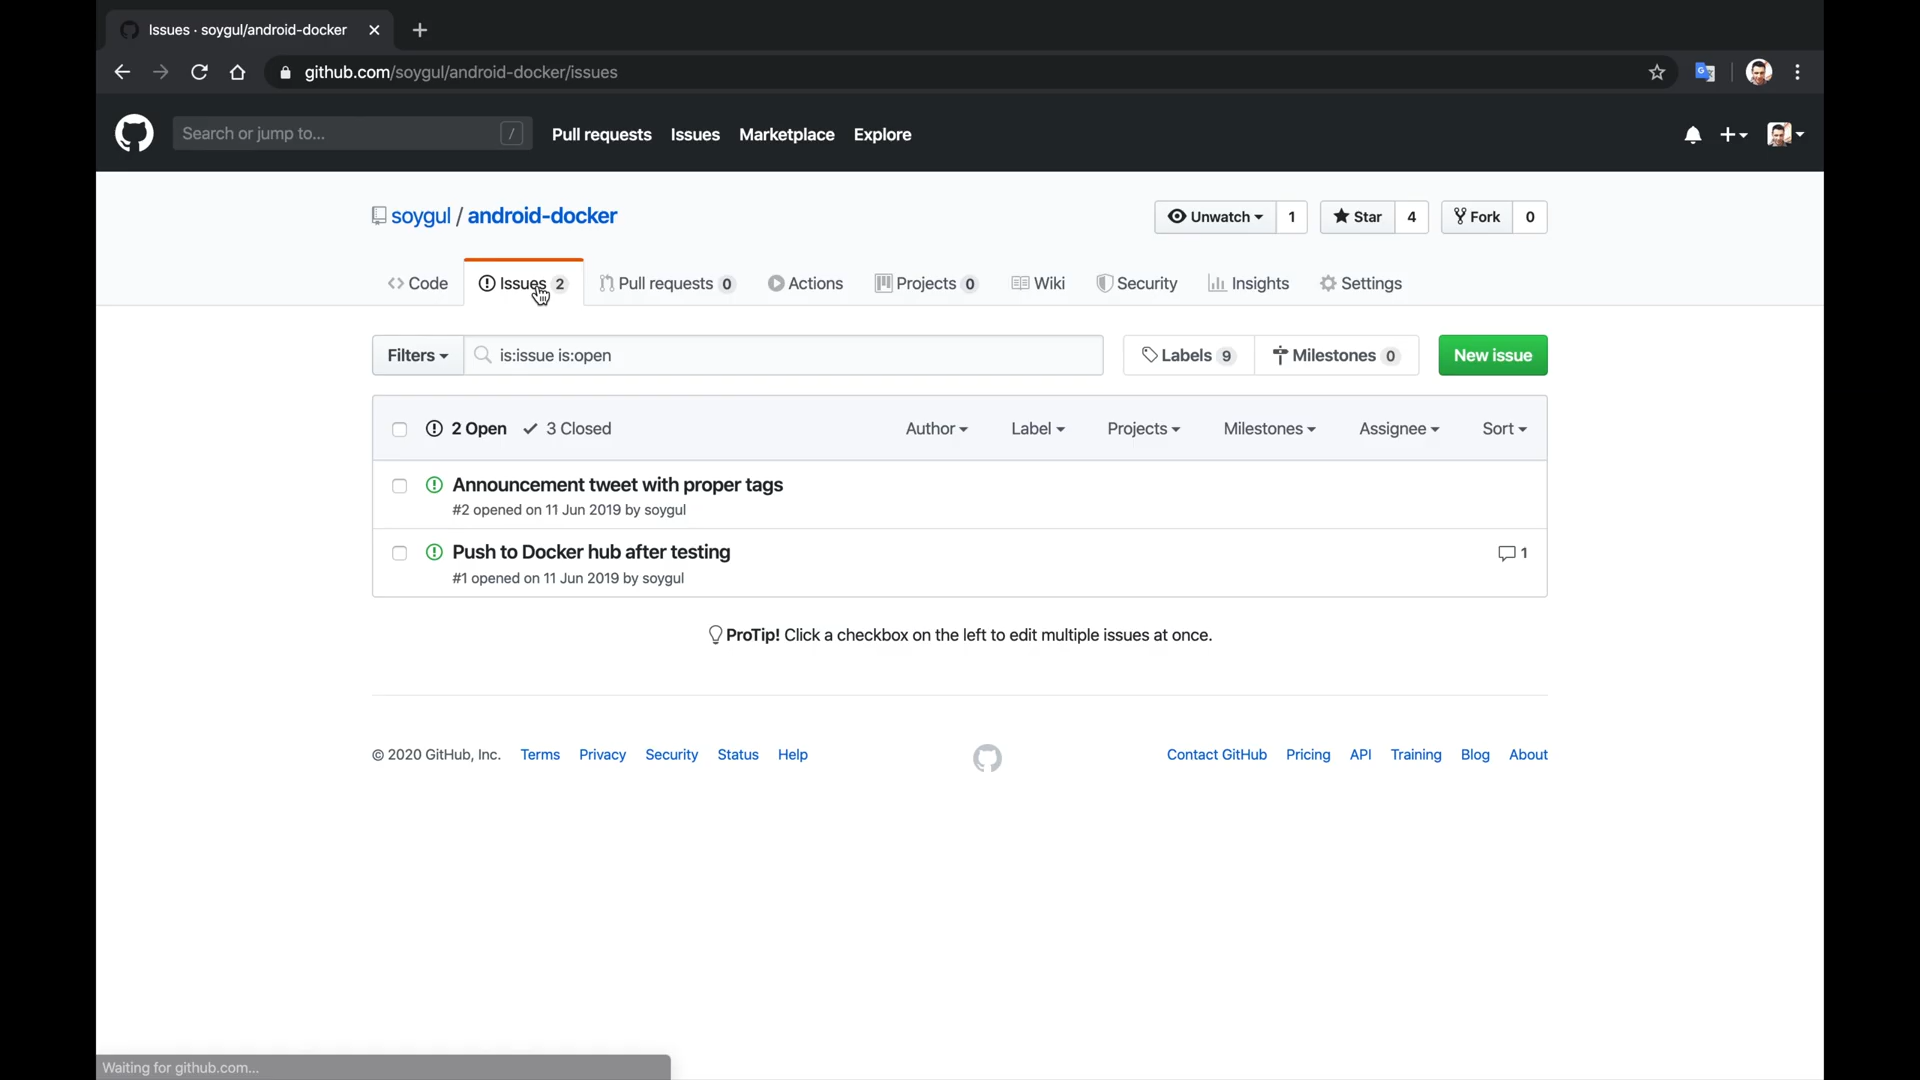 Issues · soygul/android-docker
github.com/soygul/android-docker/issues
Search or jump to... / Pull requests Issues Marketplace Explore
soygul / android-docker Unwatch 1 Star 4 Fork 0
Code Issues 2 Pull requests 0 Actions Projects 0 Wiki Security Insights Settings
Filters is:issue is:open Labels 9 Milestones 0 New issue
2 Open 3 Closed Author Label Projects Milestones Assignee Sort
Announcement tweet with proper tags
#2 opened on 11 Jun 2019 by soygul
Push to Docker hub after testing 1
#1 opened on 11 Jun 2019 by soygul
ProTip! Click a checkbox on the left to edit multiple issues at once.
© 2020 GitHub, Inc. Terms Privacy Security Status Help Contact GitHub Pricing API Training Blog About
Waiting for github.com...